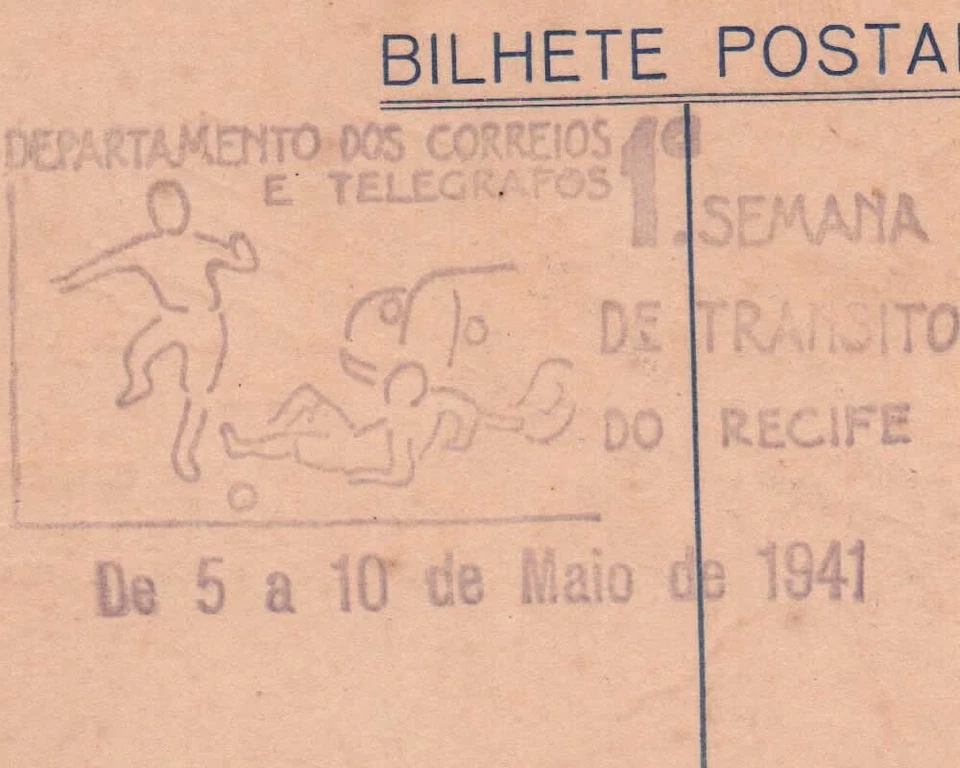 BILHETE POSTAL
DEPARTAMENTO DOS CORREIOS
E TELEGRAFOS
1ª. SEMANA
DE TRANSITO
DO RECIFE
De 5 a 10 de Maio de 1941